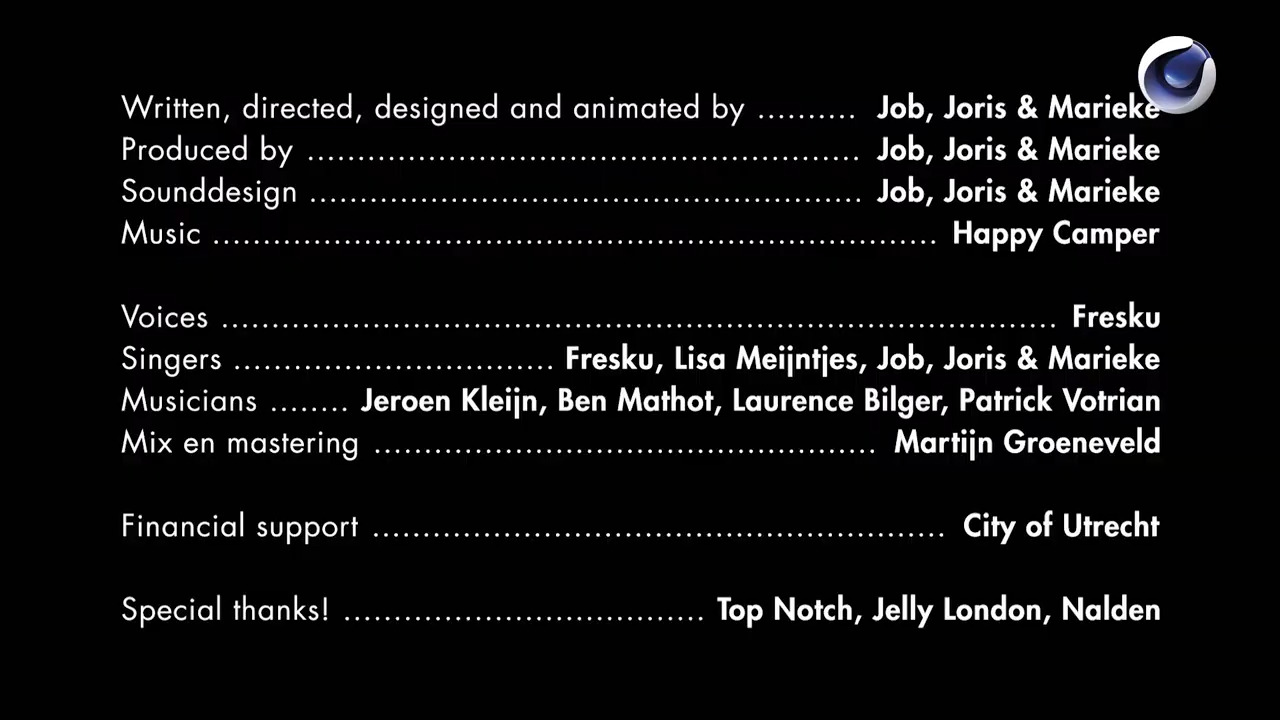 Written, directed, designed and animated by .......... Job, Joris & Marieke
Produced by ....................................................... Job, Joris & Marieke
Sounddesign ....................................................... Job, Joris & Marieke
Music ........................................................................ Happy Camper
Voices ................................................................................... Fresku
Singers ................................ Fresku, Lisa Meijntjes, Job, Joris & Marieke
Musicians ........ Jeroen Kleijn, Ben Mathot, Laurence Bilger, Patrick Votrian
Mix en mastering .................................................. Martijn Groeneveld
Financial support ......................................................... City of Utrecht
Special thanks! .................................... Top Notch, Jelly London, Nalden